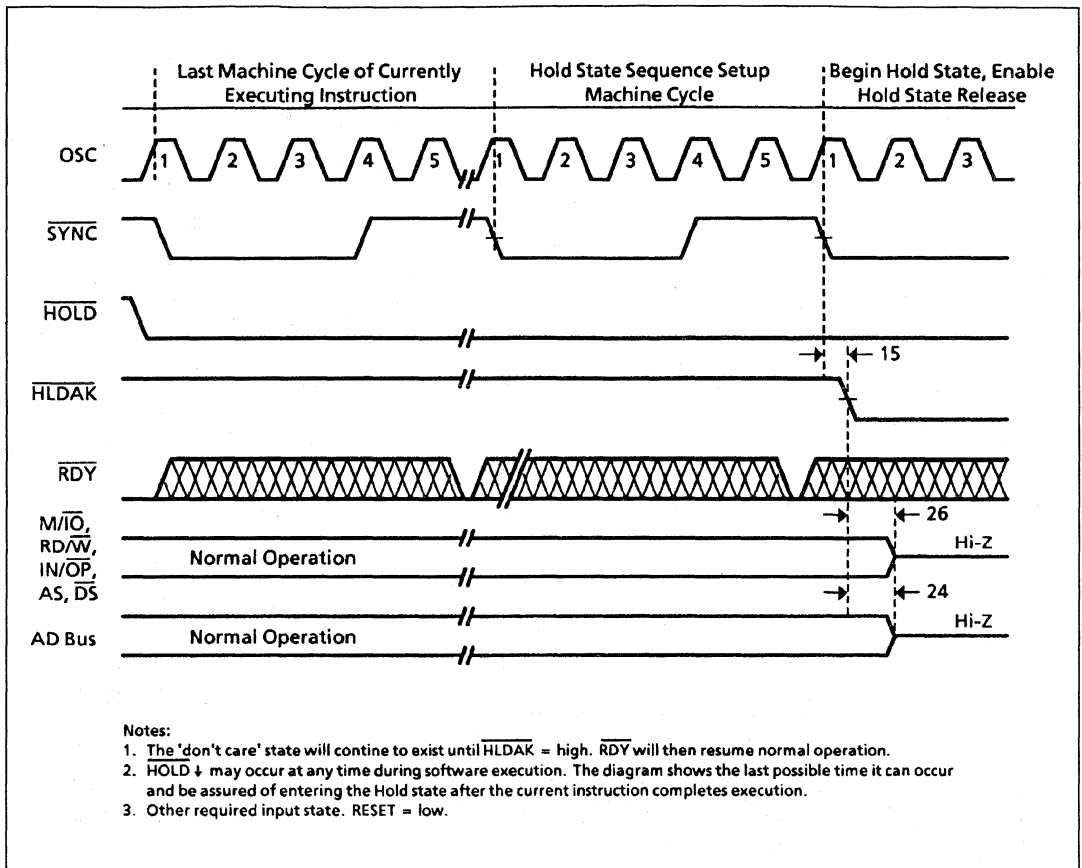 Last Machine Cycle of Currently
Executing Instruction
Hold State Sequence Setup
Machine Cycle
Begin Hold State, Enable
Hold State Release
OSC
1 2 3 4 5 1 2 3 4 5 1 2 3
SYNC
HOLD
15
HLDAK
RDY
M/IO,
RD/W,
IN/OP,
AS, DS
Normal Operation
26
Hi-Z
24
AD Bus
Normal Operation
Hi-Z
Notes:
1. The 'don't care' state will contine to exist until HLDAK = high. RDY will then resume normal operation.
2. HOLD ↓ may occur at any time during software execution. The diagram shows the last possible time it can occur
and be assured of entering the Hold state after the current instruction completes execution.
3. Other required input state. RESET = low.